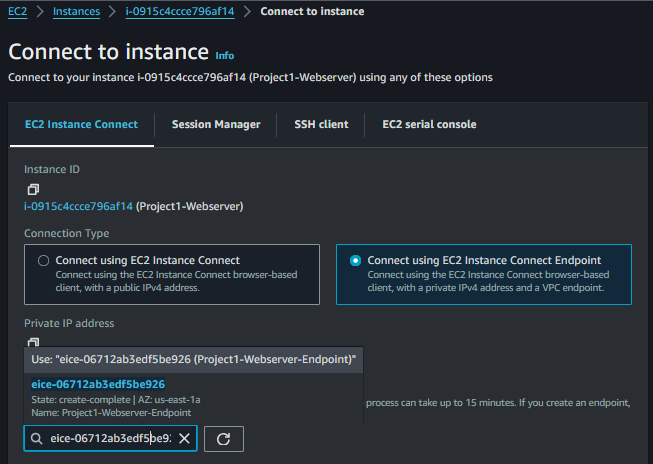 EC2 > Instances > i-0915c4ccce796af14 > Connect to instance
Connect to instance Info
Connect to your instance i-0915c4ccce796af14 (Project1-Webserver) using any of these options
EC2 Instance Connect
Session Manager
SSH client
EC2 serial console
Instance ID
i-0915c4ccce796af14 (Project1-Webserver)
Connection Type
Connect using EC2 Instance Connect
Connect using the EC2 Instance Connect browser-based
client, with a public IPv4 address.
Connect using EC2 Instance Connect Endpoint
Connect using the EC2 Instance Connect browser-based
client, with a private IPv4 address and a VPC endpoint.
Private IP address
Use: "eice-06712ab3edf5be926 (Project1-Webserver-Endpoint)"
eice-06712ab3edf5be926
State: create-complete | AZ: us-east-1a
Name: Project1-Webserver-Endpoint
process can take up to 15 minutes. If you create an endpoint,
eice-06712ab3edf5be92